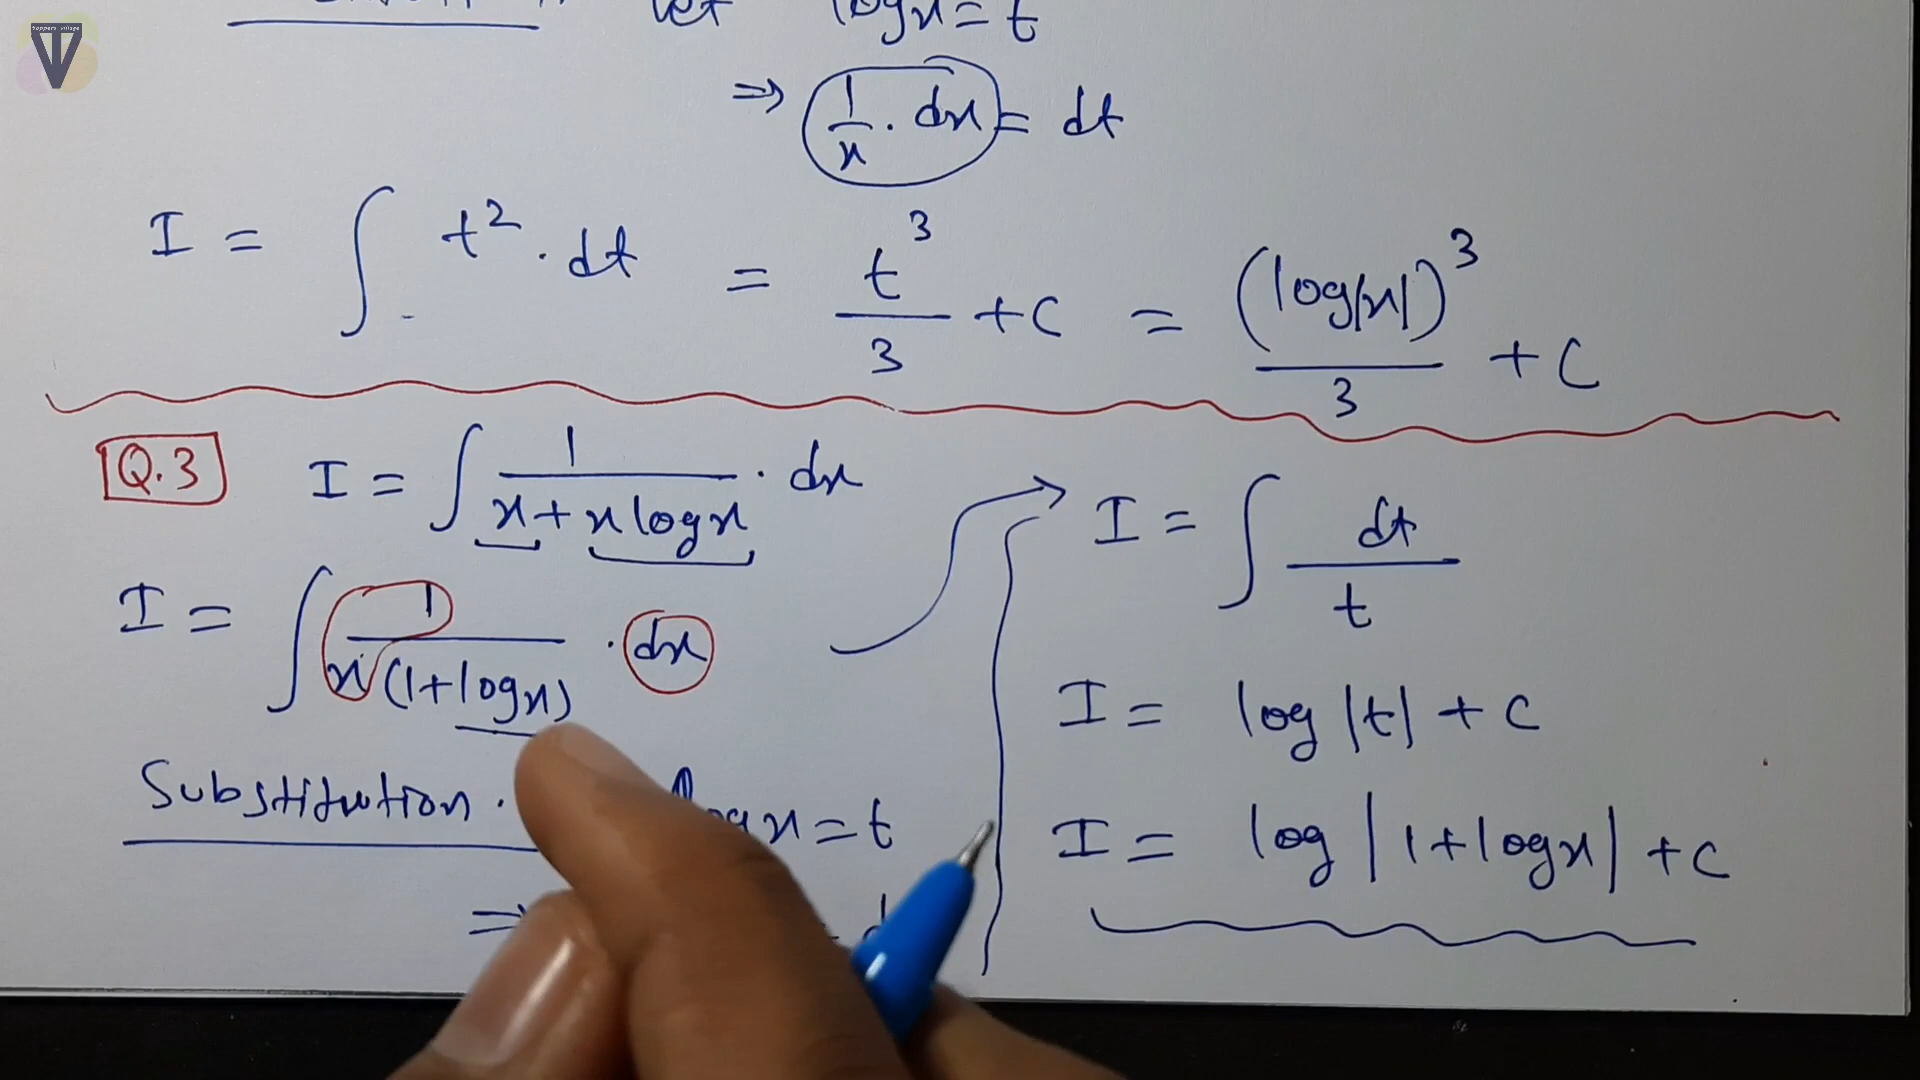 let log x = t
⇒ 1/x . dx = dt
I = ∫ t² . dt = t³/3 + C = (log|x|)³/3 + C
Q.3 I = ∫ 1/(x + x log x) . dx
I = ∫ 1/(x(1+log x)) . dx
Substitution . log x = t
⇒
I = ∫ dt/t
I = log |t| + C
I = log |1+log x| + C